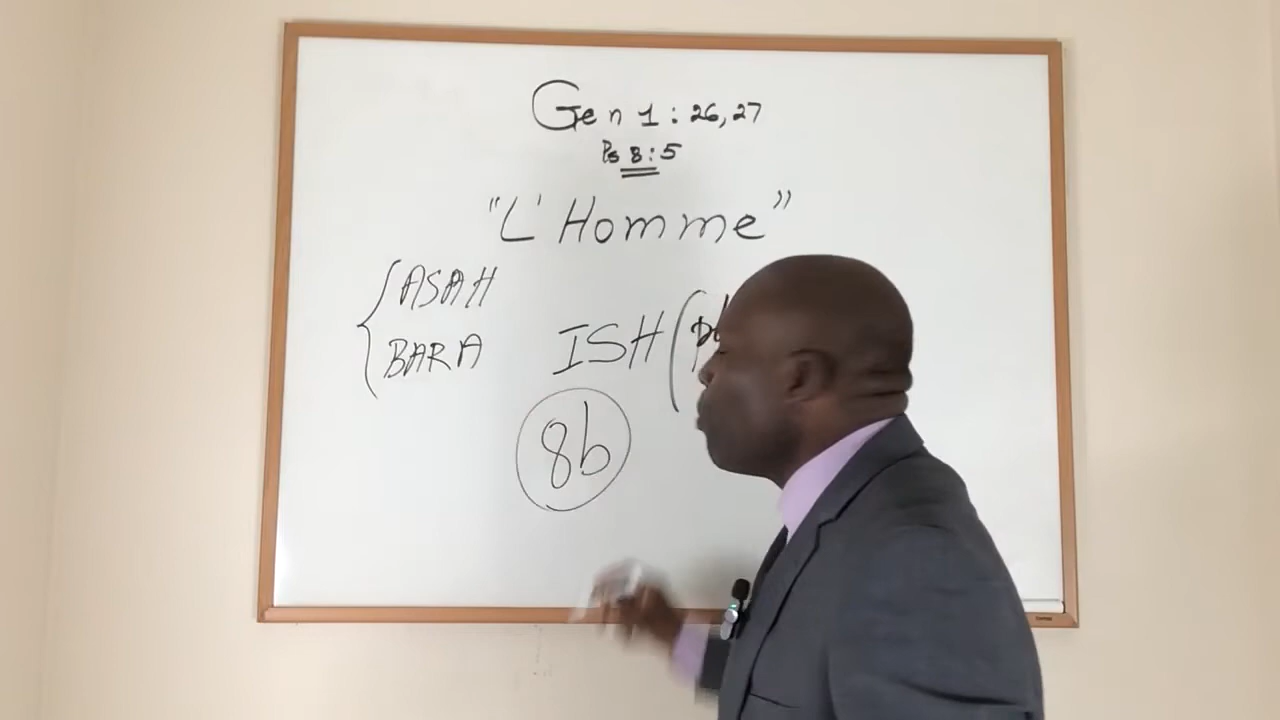 Gen 1 : 26,27
Ps 8 : 5
"L'Homme"
ASAH
BARA
ISH (
8b